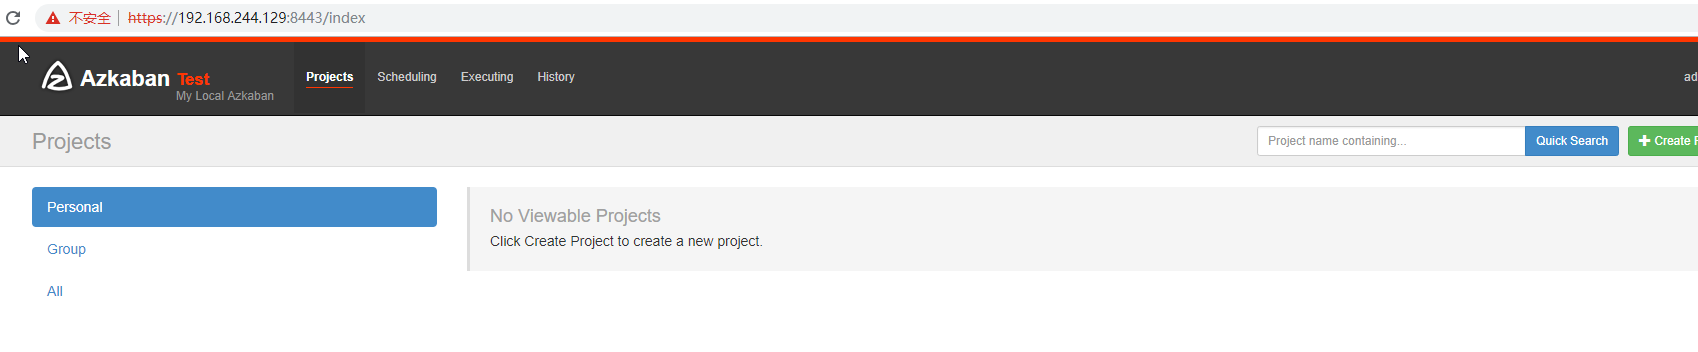 不安全 | https://192.168.244.129:8443/index
Azkaban Test
My Local Azkaban
Projects Scheduling Executing History ad
Projects
Project name containing... Quick Search Create
Personal
Group
All
No Viewable Projects
Click Create Project to create a new project.